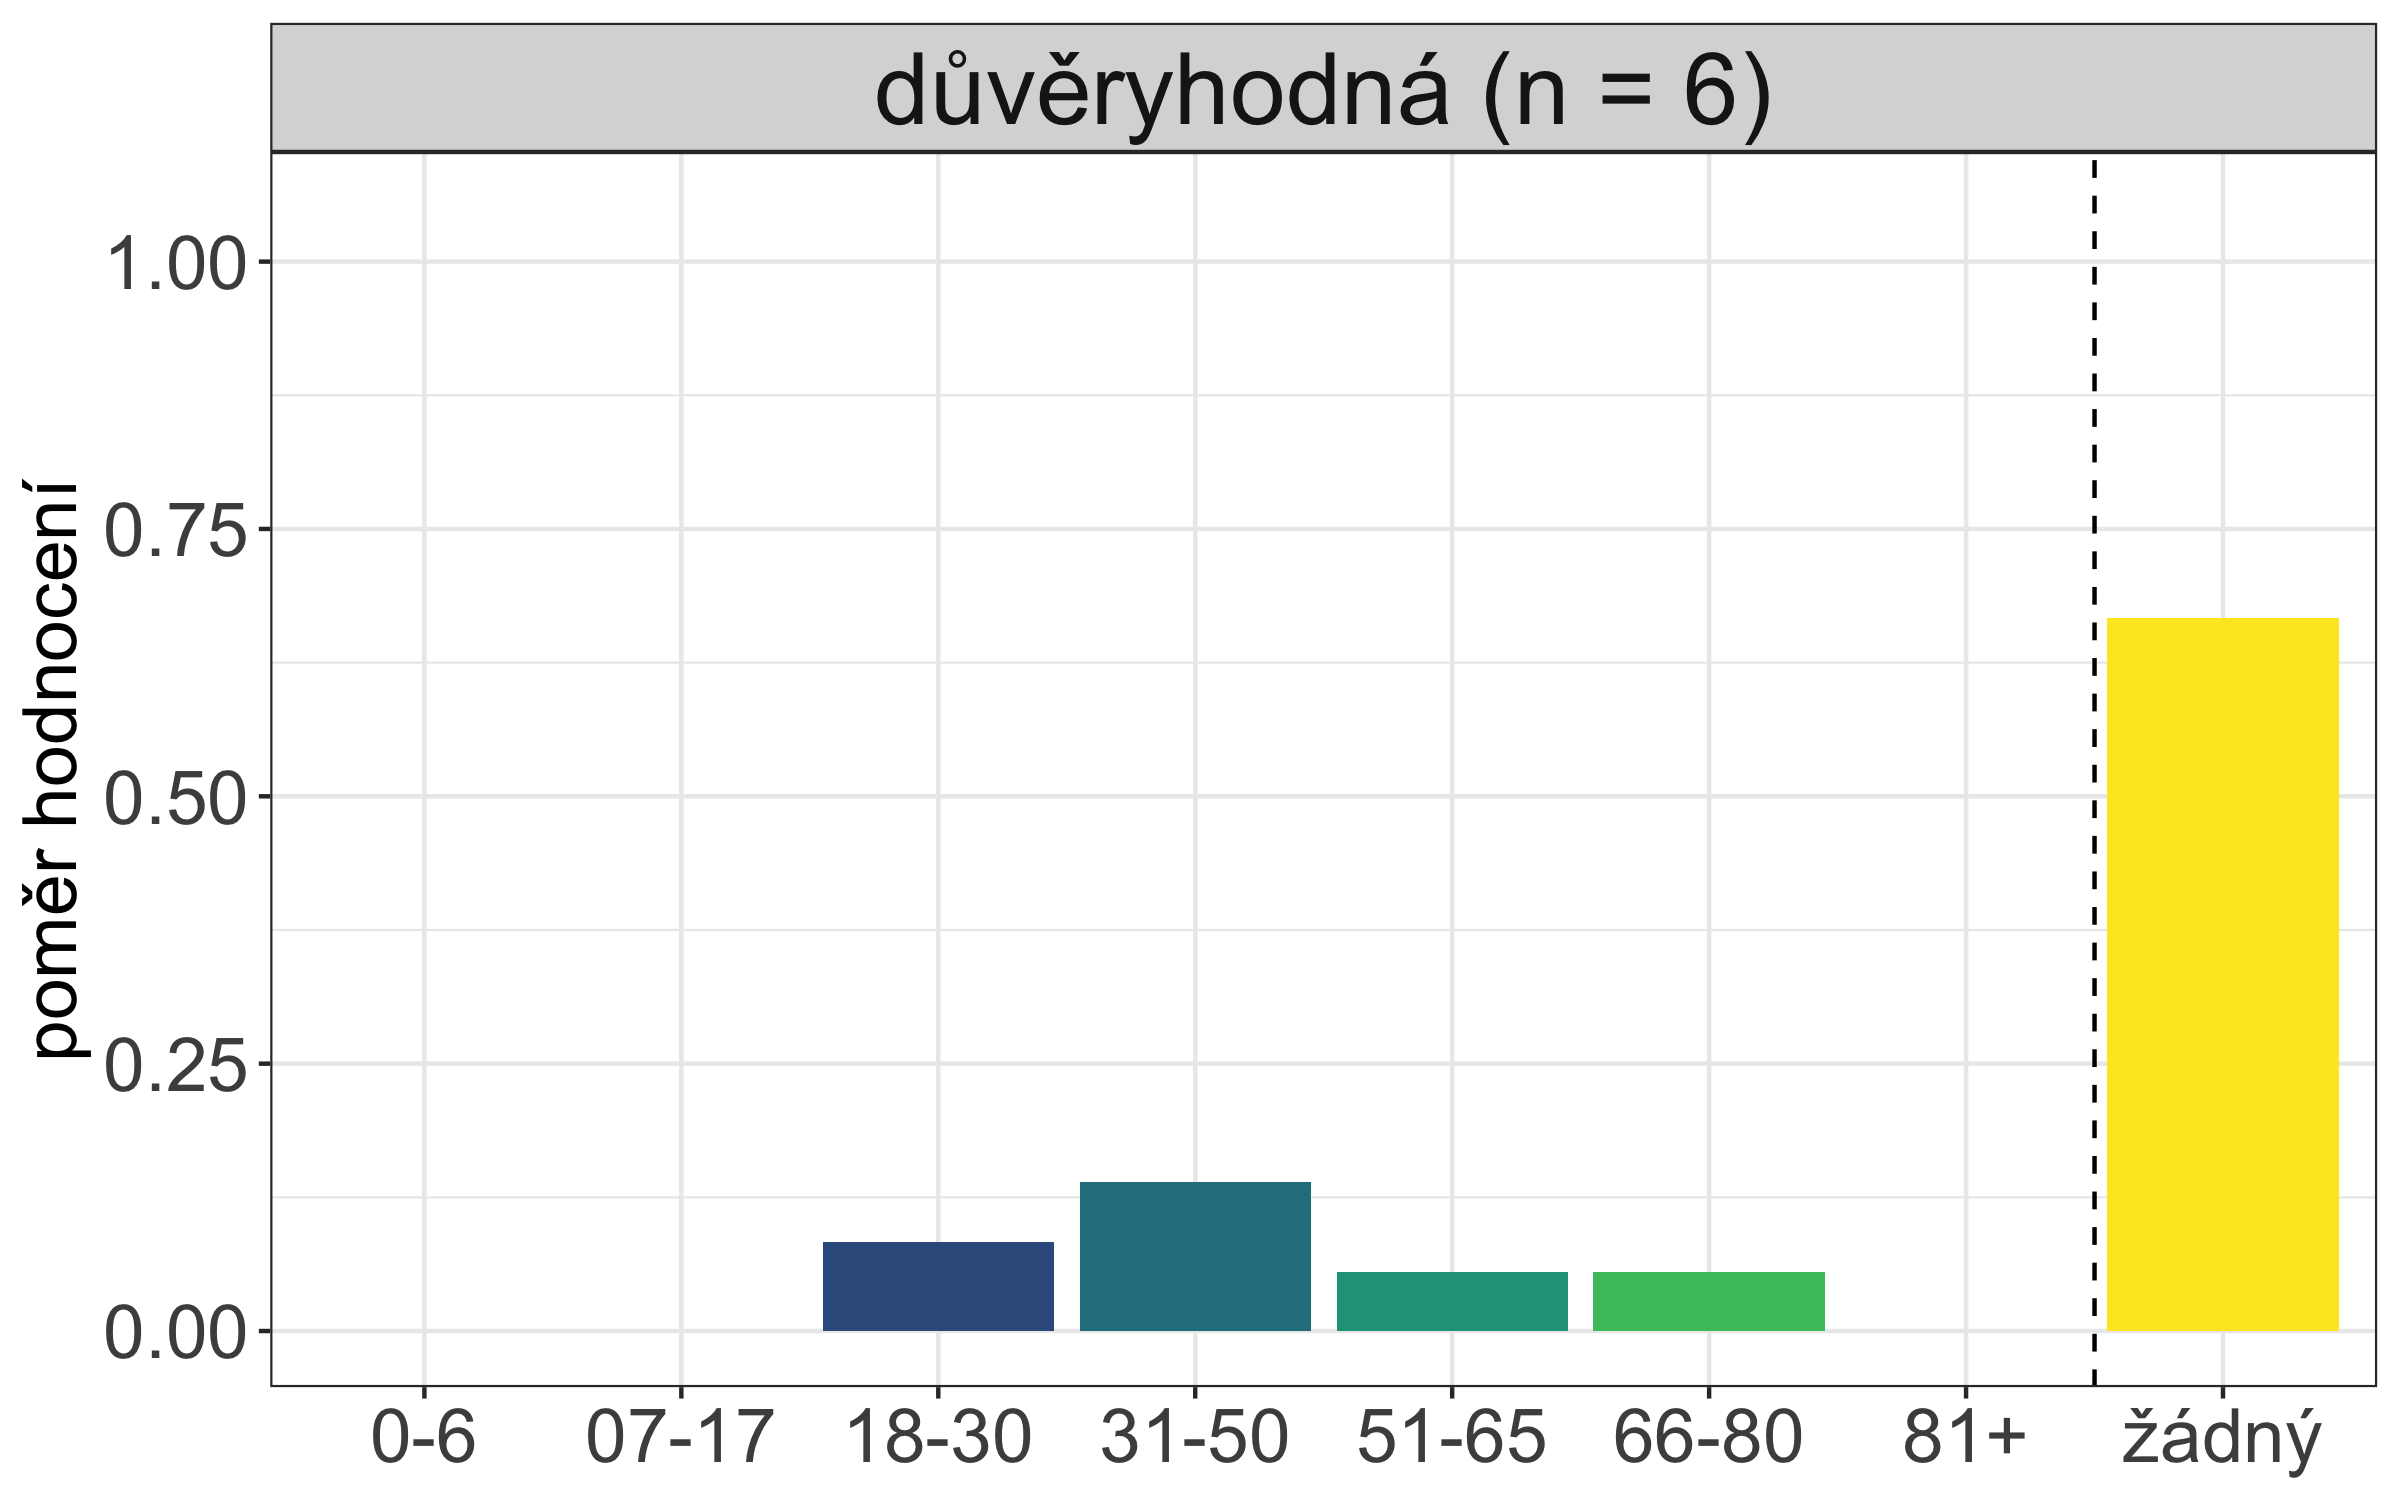 důvěryhodná (n = 6)
poměr hodnocení
1.00
0.75
0.50
0.25
0.00
0-6 07-17 18-30 31-50 51-65 66-80 81+ žádný